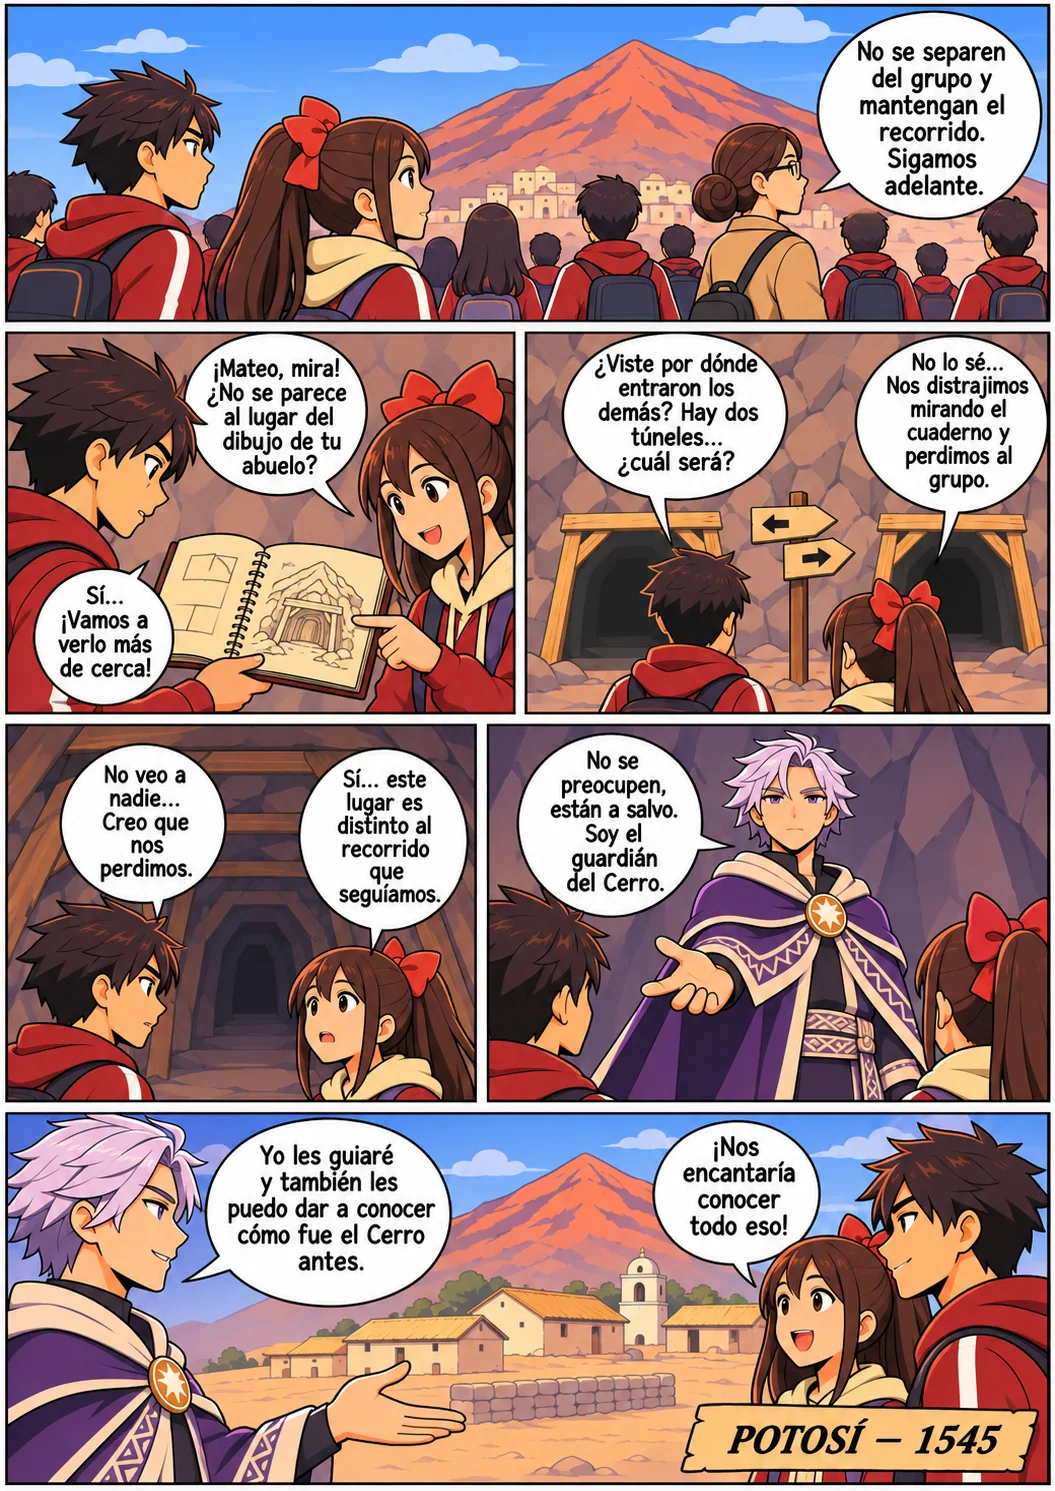 No se separen
del grupo y
mantengan el
recorrido.
Sigamos
adelante.
¡Mateo, mira!
¿No se parece
al lugar del
dibujo de tu
abuelo?
Sí...
¡Vamos a
verlo más
de cerca!
¿Viste por dónde
entraron los
demás? Hay dos
túneles...
¿cuál será?
No lo sé...
Nos distrajimos
mirando el
cuaderno y
perdimos al
grupo.
No veo a
nadie...
Creo que
nos
perdimos.
Sí... este
lugar es
distinto al
recorrido
que
seguíamos.
No se
preocupen,
están a salvo.
Soy el
guardián
del Cerro.
Yo les guiaré
y también les
puedo dar a conocer
cómo fue el Cerro
antes.
¡Nos
encantaría
conocer
todo eso!
POTOSÍ – 1545